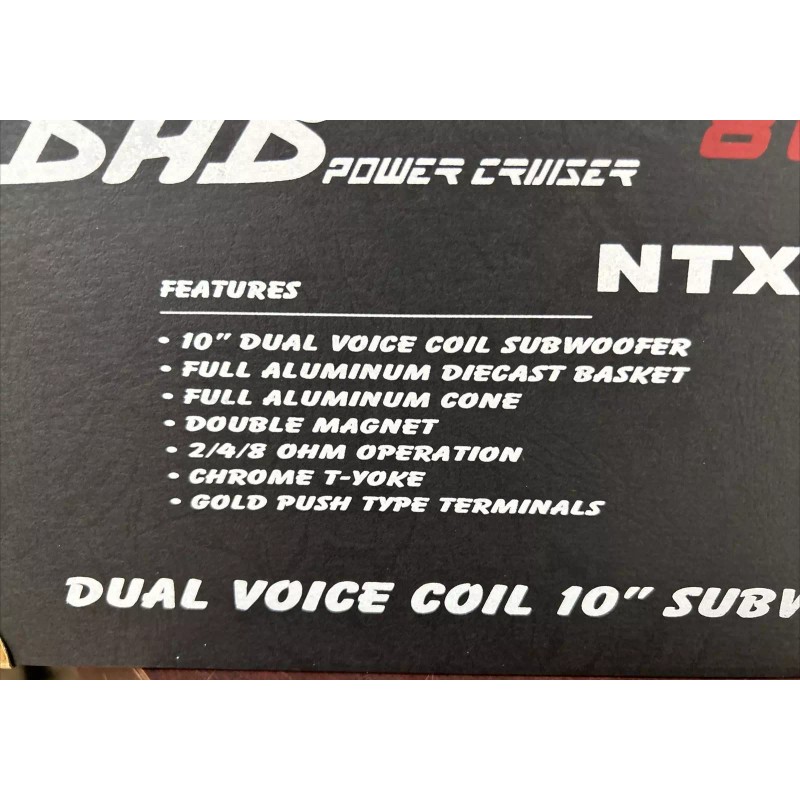 DHD POWER CRUISER
NTX
FEATURES
• 10" DUAL VOICE COIL SUBWOOFER
• FULL ALUMINUM DIECAST BASKET
• FULL ALUMINUM CONE
• DOUBLE MAGNET
• 2/4/8 OHM OPERATION
• CHROME T-YOKE
• GOLD PUSH TYPE TERMINALS
DUAL VOICE COIL 10"